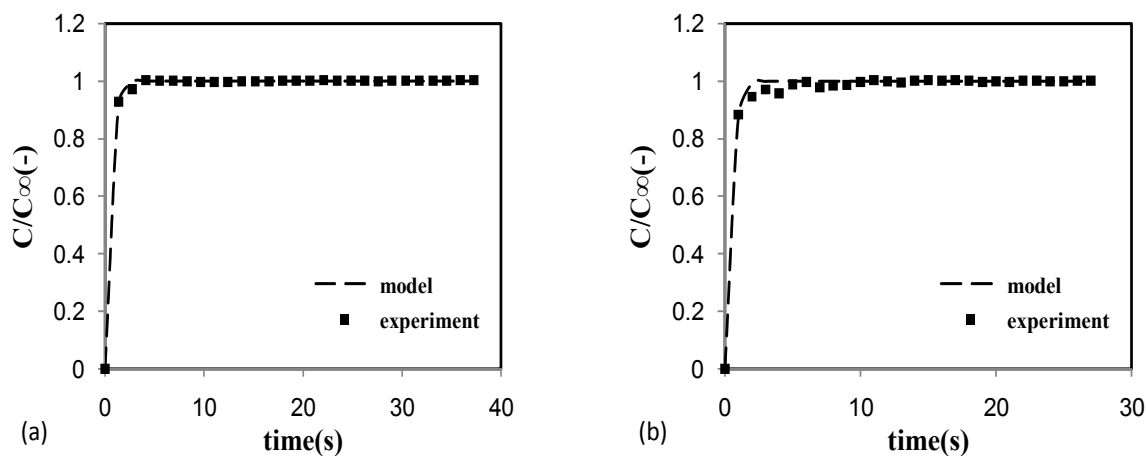 1.2
1
0.8
0.6
0.4
0.2
0
C/C∞(-)
model
experiment
0 10 20 30 40
time(s)
(a)
1.2
1
0.8
0.6
0.4
0.2
0
C/C∞(-)
model
experiment
0 10 20 30
time(s)
(b)